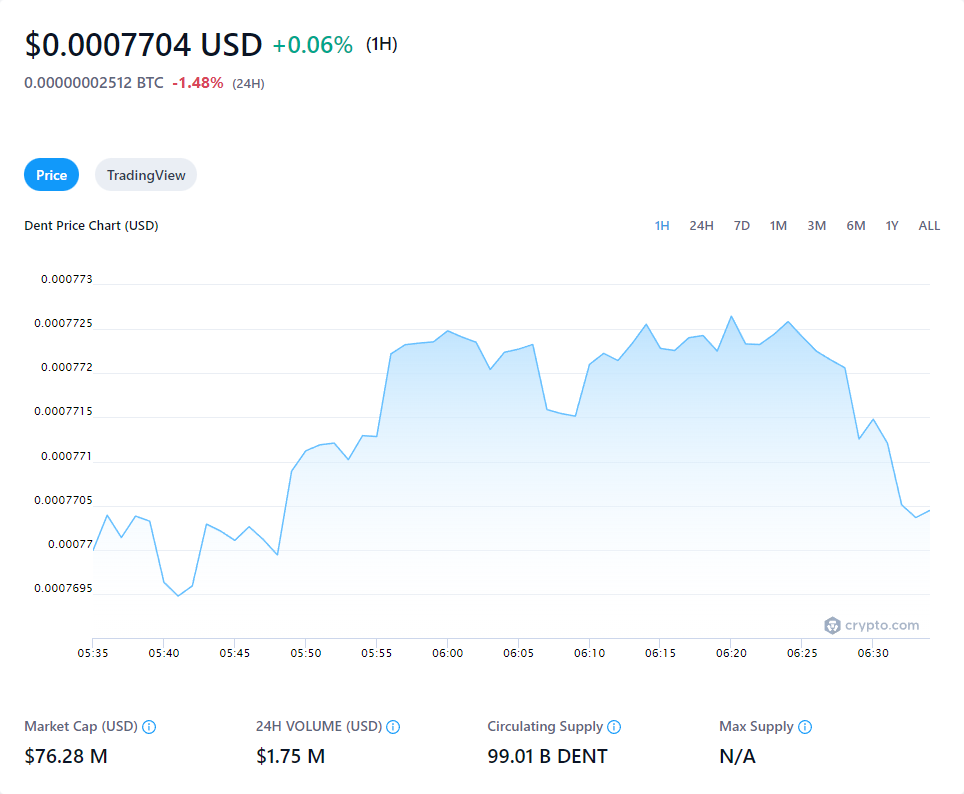 $0.0007704 USD +0.06% (1H)
0.00000002512 BTC -1.48% (24H)
Price TradingView
Dent Price Chart (USD) 1H 24H 7D 1M 3M 6M 1Y ALL
0.000773
0.0007725
0.000772
0.0007715
0.000771
0.0007705
0.00077
0.0007695
crypto.com
05:35 05:40 05:45 05:50 05:55 06:00 06:05 06:10 06:15 06:20 06:25 06:30
Market Cap (USD) 24H VOLUME (USD) Circulating Supply Max Supply
$76.28 M $1.75 M 99.01 B DENT N/A